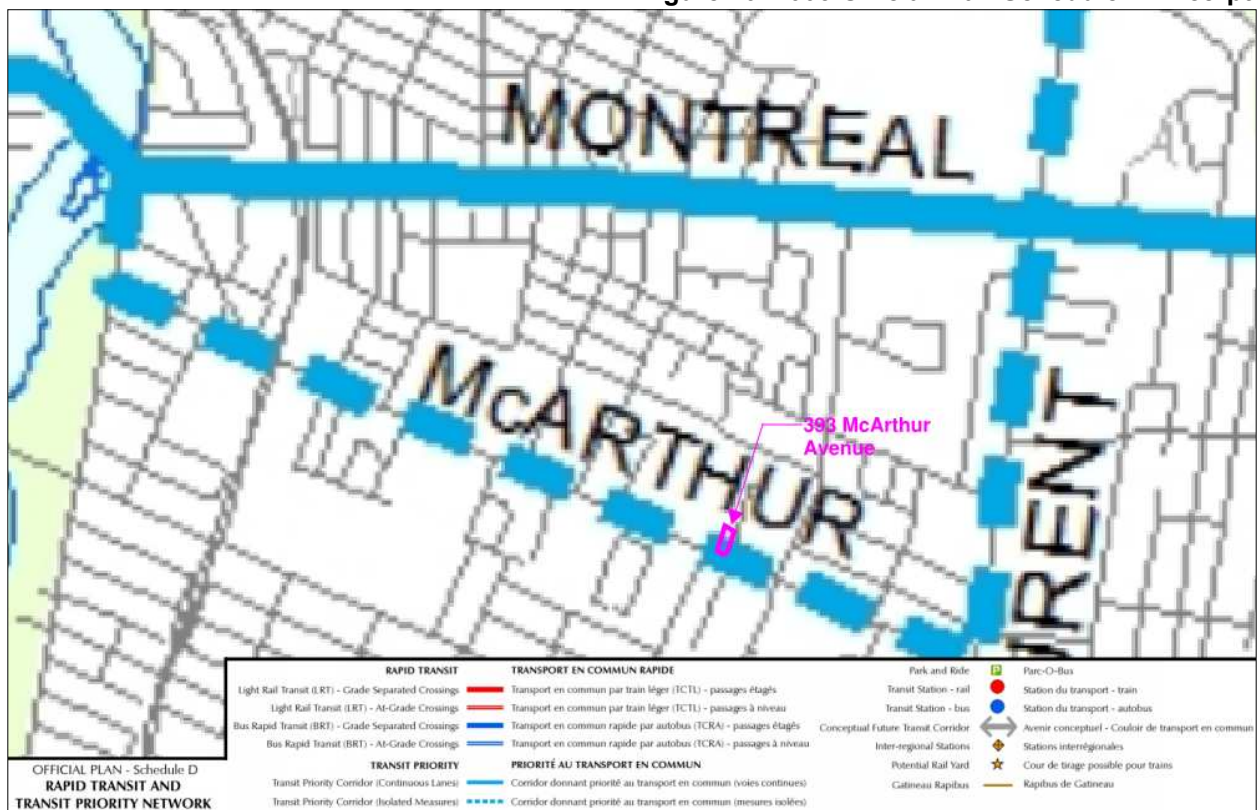 MONTREAL
McARTHUR
393 McArthur
Avenue
RENT
OFFICIAL PLAN - Schedule D
RAPID TRANSIT AND
TRANSIT PRIORITY NETWORK
RAPID TRANSIT TRANSPORT EN COMMUN RAPIDE
Light Rail Transit (LRT) - Grade Separated Crossings Transport en commun par train léger (TCTL) - passages étagés
Light Rail Transit (LRT) - At-Grade Crossings Transport en commun par train léger (TCTL) - passages à niveau
Bus Rapid Transit (BRT) - Grade Separated Crossings Transport en commun rapide par autobus (TCRA) - passages étagés
Bus Rapid Transit (BRT) - At-Grade Crossings Transport en commun rapide par autobus (TCRA) - passages à niveau
TRANSIT PRIORITY PRIORITÉ AU TRANSPORT EN COMMUN
Transit Priority Corridor (Continuous Lanes) Corridor donnant priorité au transport en commun (voies continues)
Transit Priority Corridor (Isolated Measures) Corridor donnant priorité au transport en commun (mesures isolées)
Park and Ride P Parc-O-Bus
Transit Station - rail Station du transport - train
Transit Station - bus Station du transport - autobus
Conceptual Future Transit Corridor Avenir conceptuel - Couloir de transport en commun
Inter-regional Stations Stations interrégionales
Potential Rail Yard Cour de tirage possible pour trains
Gatineau Rapibus Rapibus de Gatineau